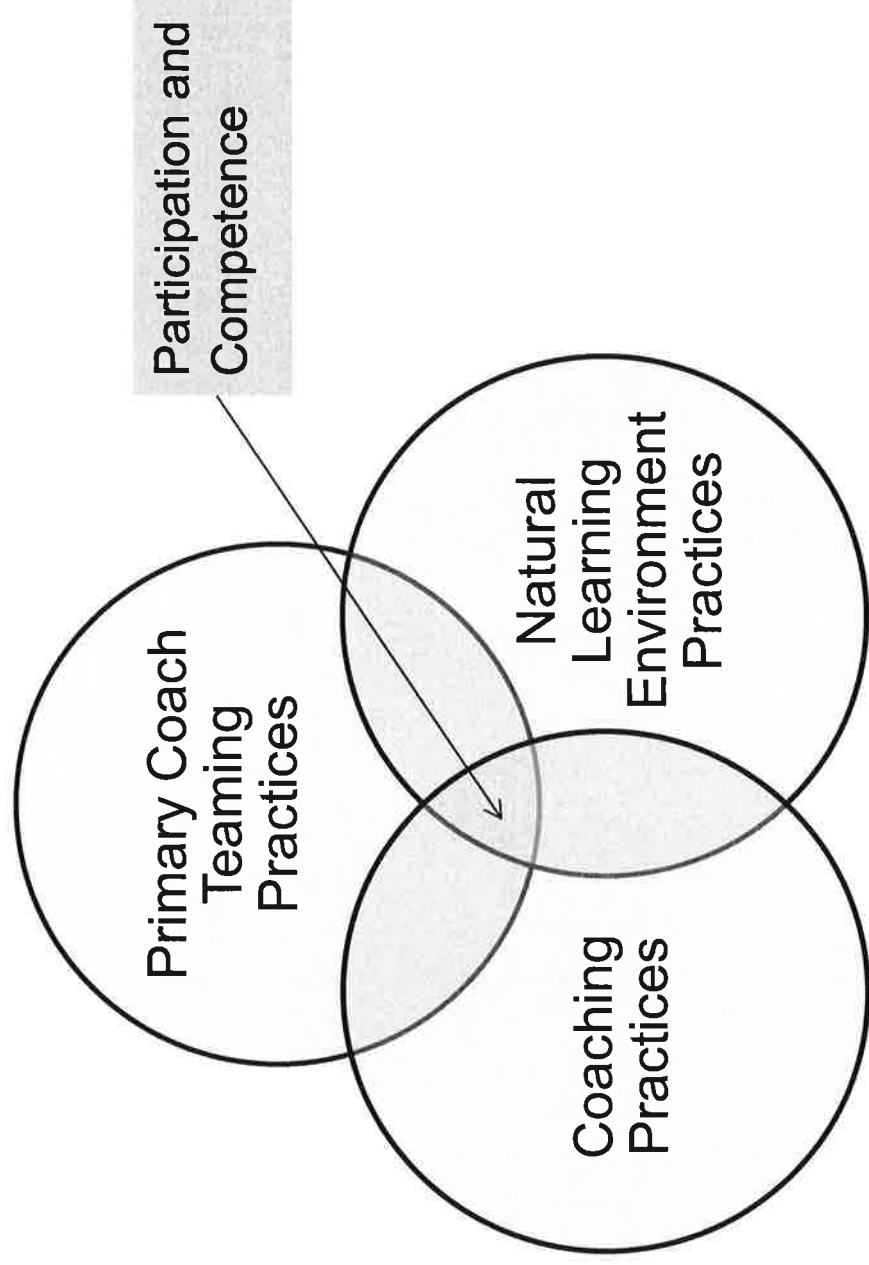 Participation and
Competence
Primary Coach
Teaming
Practices
Natural
Learning
Environment
Practices
Coaching
Practices